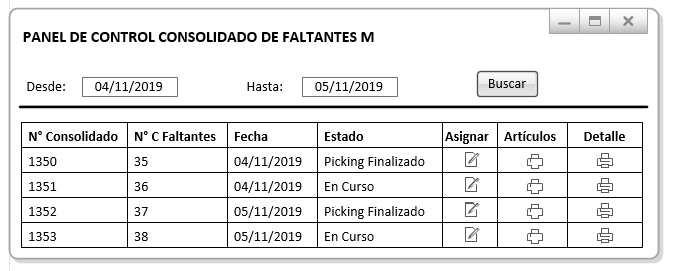 PANEL DE CONTROL CONSOLIDADO DE FALTANTES M
Desde: 04/11/2019 Hasta: 05/11/2019 Buscar
N° Consolidado N° C Faltantes Fecha Estado Asignar Artículos Detalle
1350 35 04/11/2019 Picking Finalizado
1351 36 04/11/2019 En Curso
1352 37 05/11/2019 Picking Finalizado
1353 38 05/11/2019 En Curso